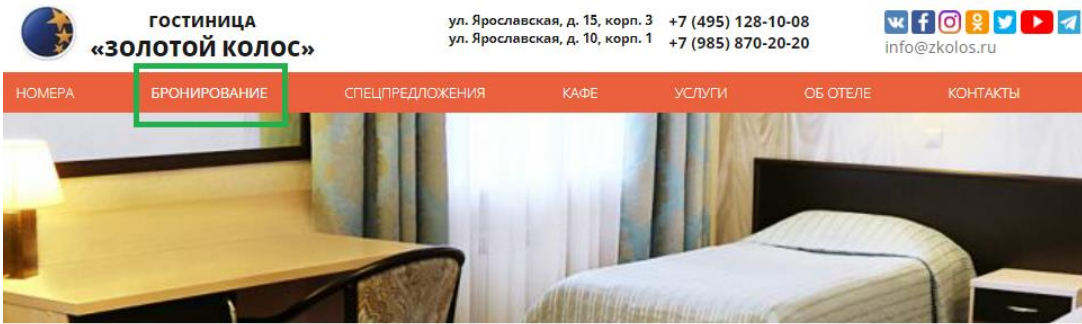 ГОСТИНИЦА
«ЗОЛОТОЙ КОЛОС»
ул. Ярославская, д. 15, корп. 3
ул. Ярославская, д. 10, корп. 1
+7 (495) 128-10-08
+7 (985) 870-20-20
info@zkolos.ru
НОМЕРА БРОНИРОВАНИЕ СПЕЦПРЕДЛОЖЕНИЯ КАФЕ УСЛУГИ ОБ ОТЕЛЕ КОНТАКТЫ